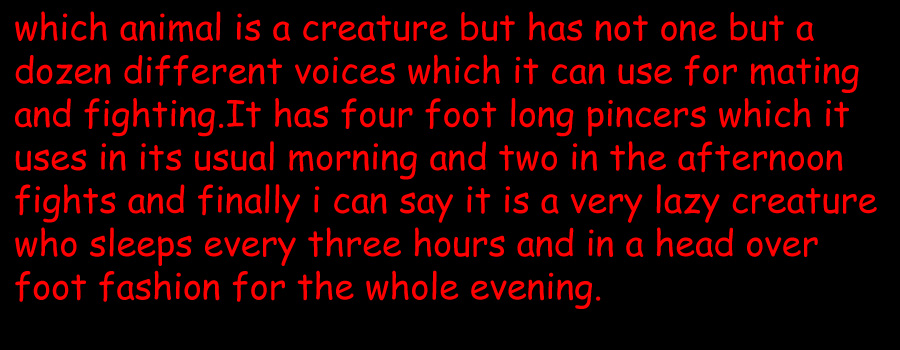 which animal is a creature but has not one but a
dozen different voices which it can use for mating
and fighting.It has four foot long pincers which it
uses in its usual morning and two in the afternoon
fights and finally i can say it is a very lazy creature
who sleeps every three hours and in a head over
foot fashion for the whole evening.